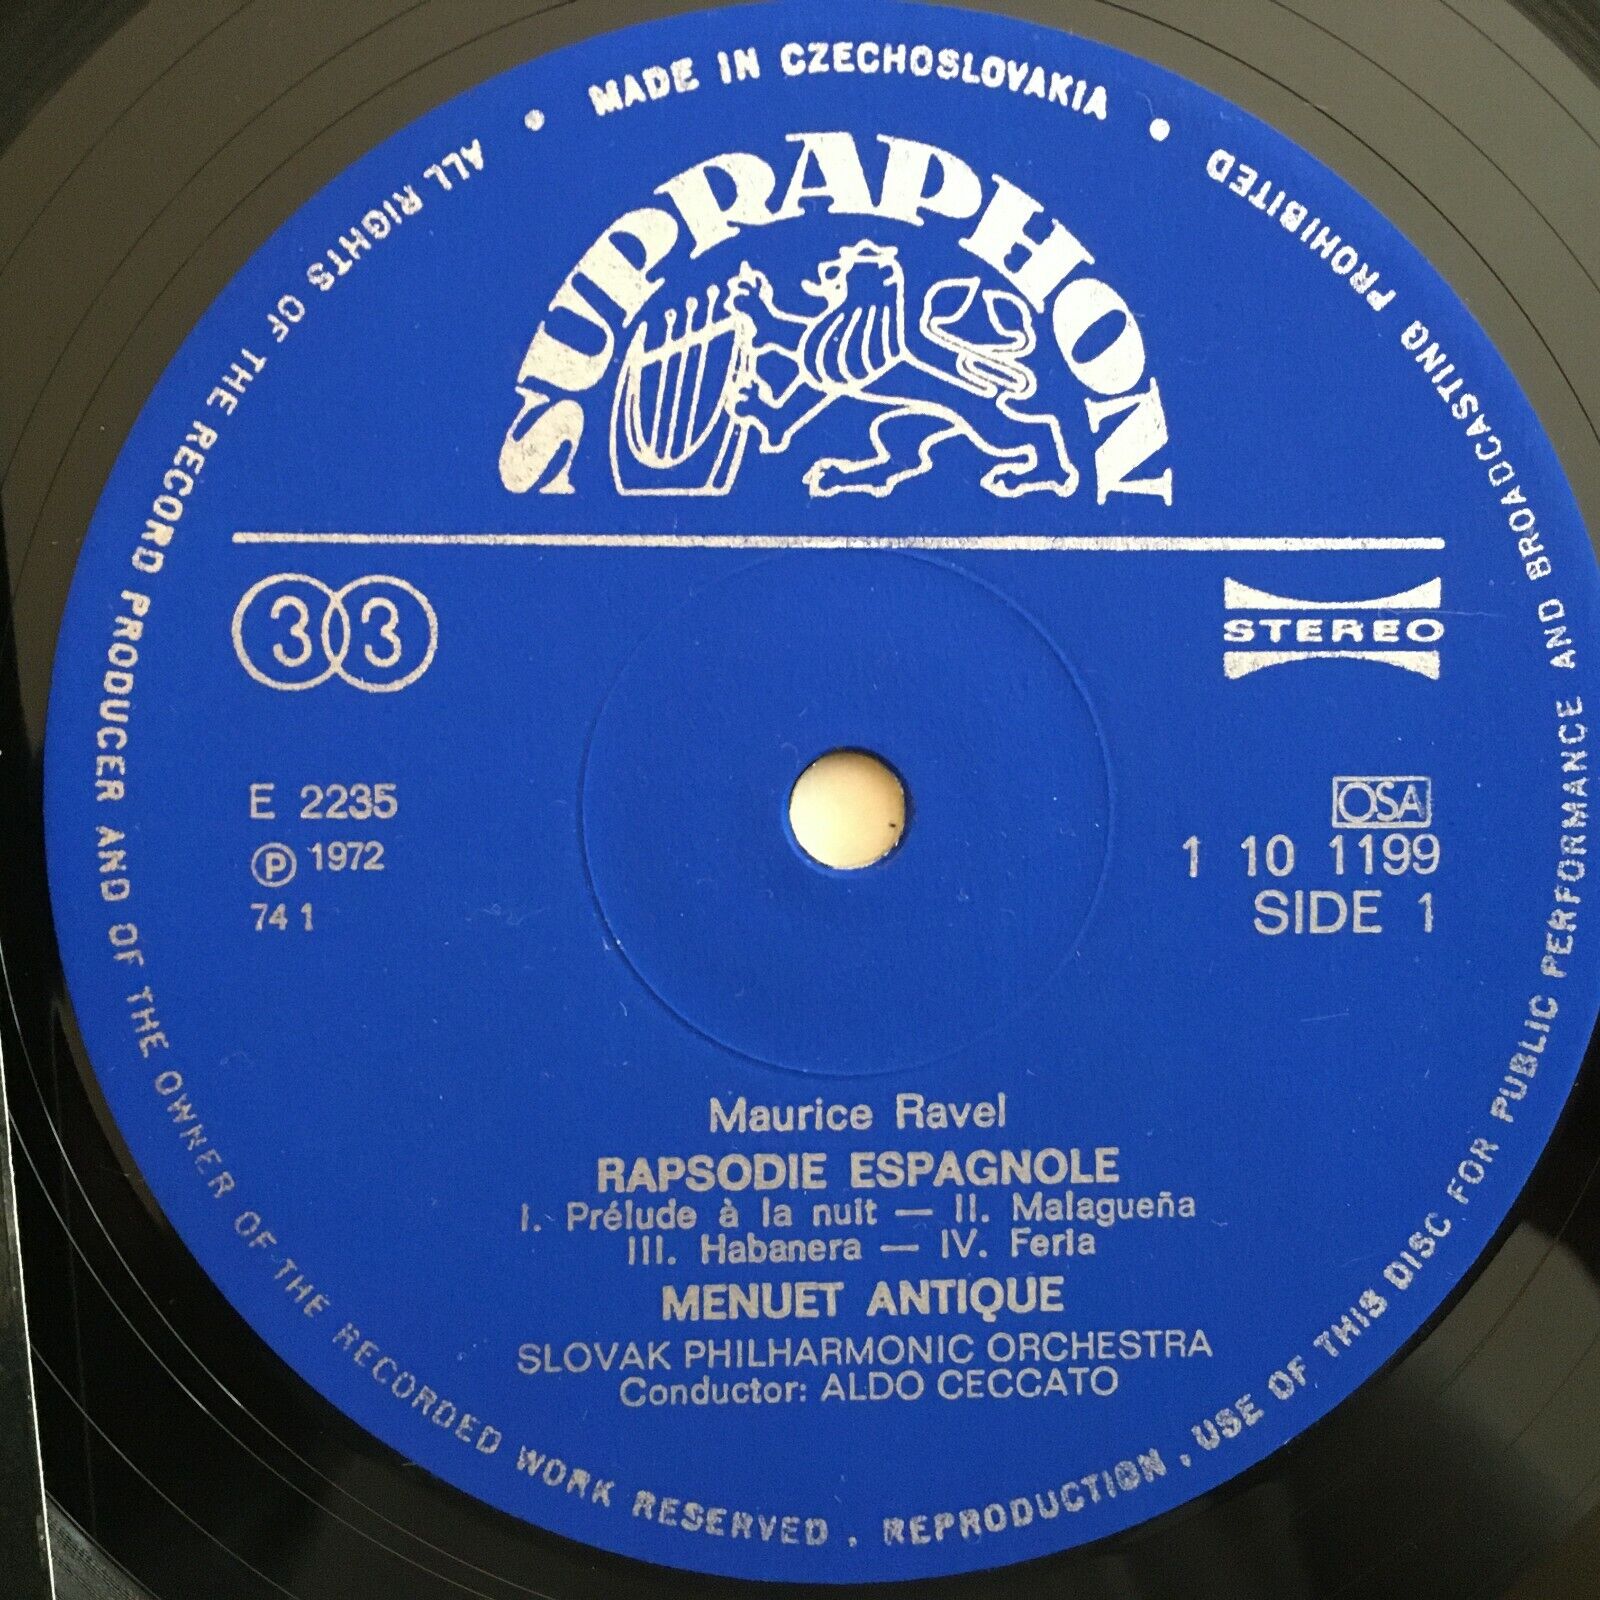 MADE IN CZECHOSLOVAKIA
ALL RIGHTS OF THE RECORD PRODUCER AND OF THE OWNER OF THE RECORDED WORK RESERVED . REPRODUCTION . USE OF THIS DISC FOR PUBLIC PERFORMANCE AND BROADCASTING PROHIBITED
SUPRAPHON
33
STEREO
E 2235
℗ 1972
74 1
OSA
1 10 1199
SIDE 1
Maurice Ravel
RAPSODIE ESPAGNOLE
I. Prélude à la nuit — II. Malagueña
III. Habanera — IV. Feria
MENUET ANTIQUE
SLOVAK PHILHARMONIC ORCHESTRA
Conductor: ALDO CECCATO